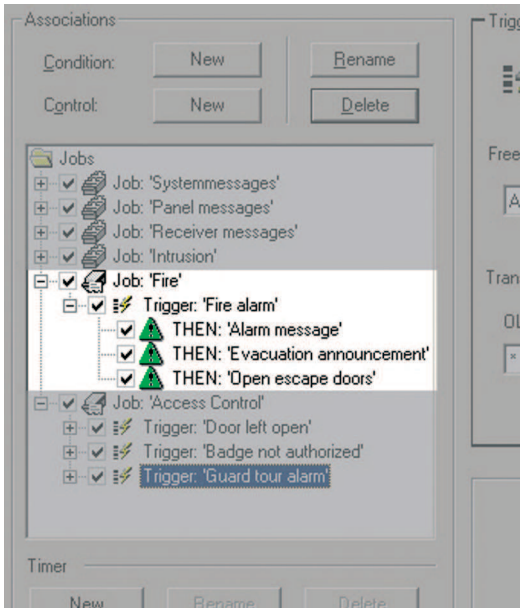 Associations
Condition: New Rename
Control: New Delete
Jobs
Job: 'Systemmessages'
Job: 'Panel messages'
Job: 'Receiver messages'
Job: 'Intrusion'
Job: 'Fire'
Trigger: 'Fire alarm'
THEN: 'Alarm message'
THEN: 'Evacuation announcement'
THEN: 'Open escape doors'
Job: 'Access Control'
Trigger: 'Door left open'
Trigger: 'Badge not authorized'
Trigger: 'Guard tour alarm'
Timer
New Rename Delete
Trigg
Free
A
Tran
OL
*